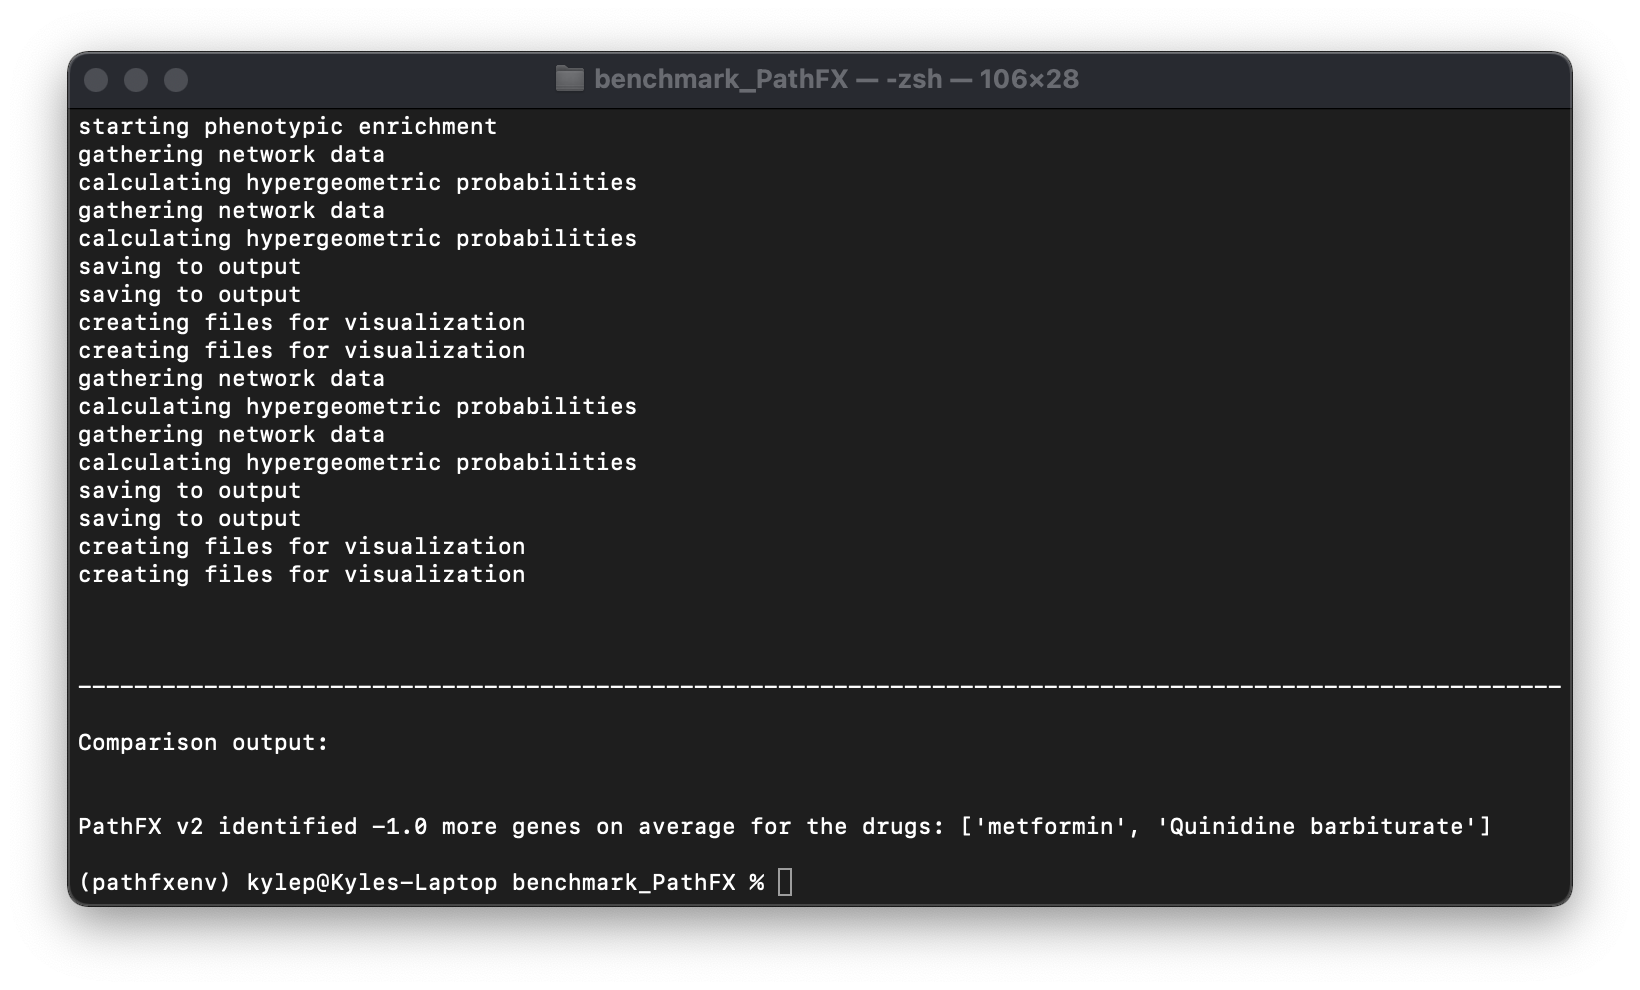 benchmark_PathFX — -zsh — 106×28
starting phenotypic enrichment
gathering network data
calculating hypergeometric probabilities
gathering network data
calculating hypergeometric probabilities
saving to output
saving to output
creating files for visualization
creating files for visualization
gathering network data
calculating hypergeometric probabilities
gathering network data
calculating hypergeometric probabilities
saving to output
saving to output
creating files for visualization
creating files for visualization
----------------------------------------------------------------------------------------------------------
Comparison output:
PathFX v2 identified -1.0 more genes on average for the drugs: ['metformin', 'Quinidine barbiturate']
(pathfxenv) kylep@Kyles-Laptop benchmark_PathFX %